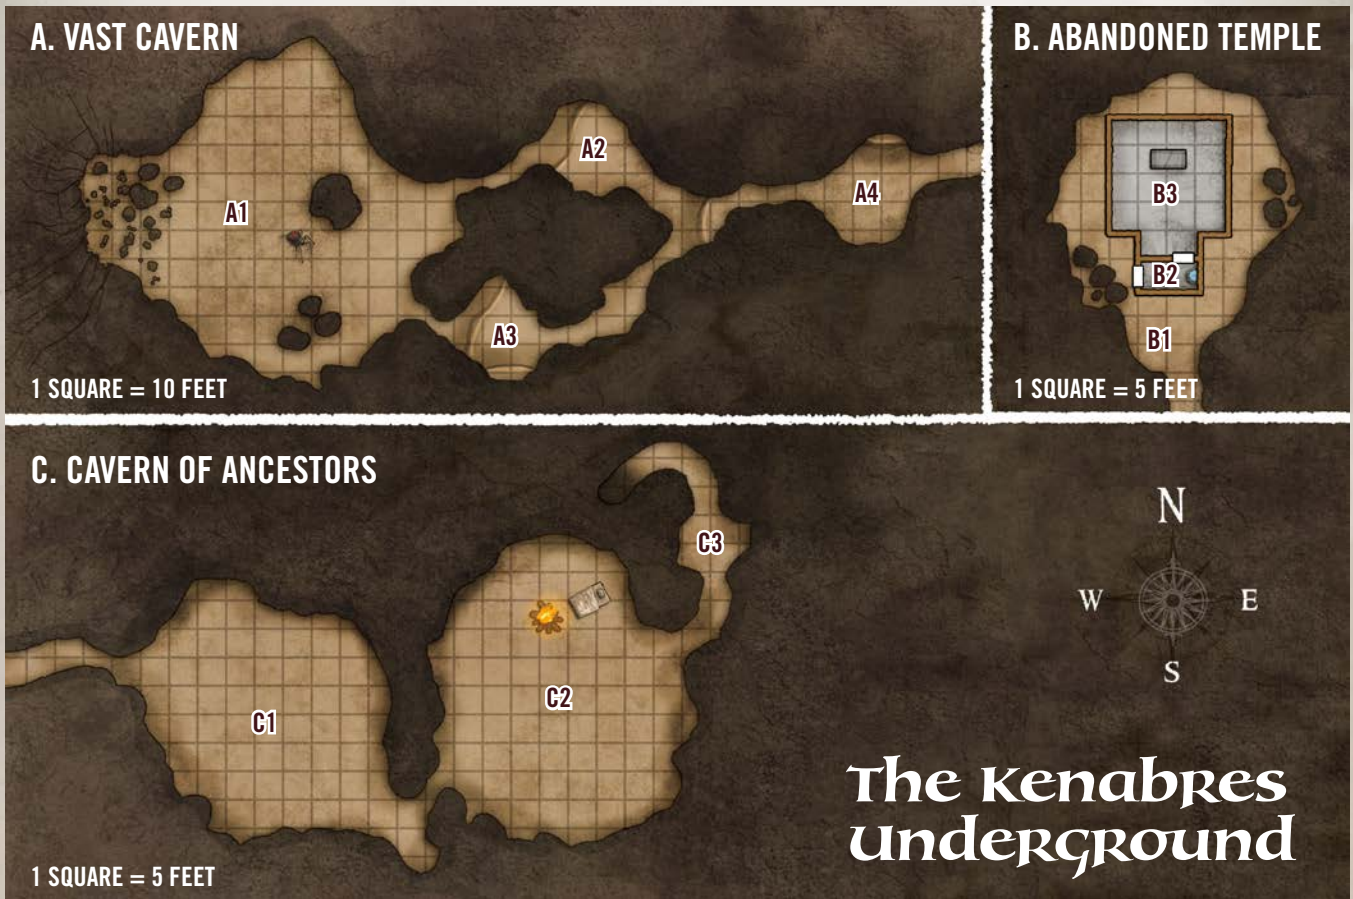 A. VAST CAVERN
A1
A2
A3
A4
1 SQUARE = 10 FEET
B. ABANDONED TEMPLE
B3
B2
B1
1 SQUARE = 5 FEET
C. CAVERN OF ANCESTORS
C3
C2
C1
1 SQUARE = 5 FEET
N
W
E
S
The Kenabres
Underground